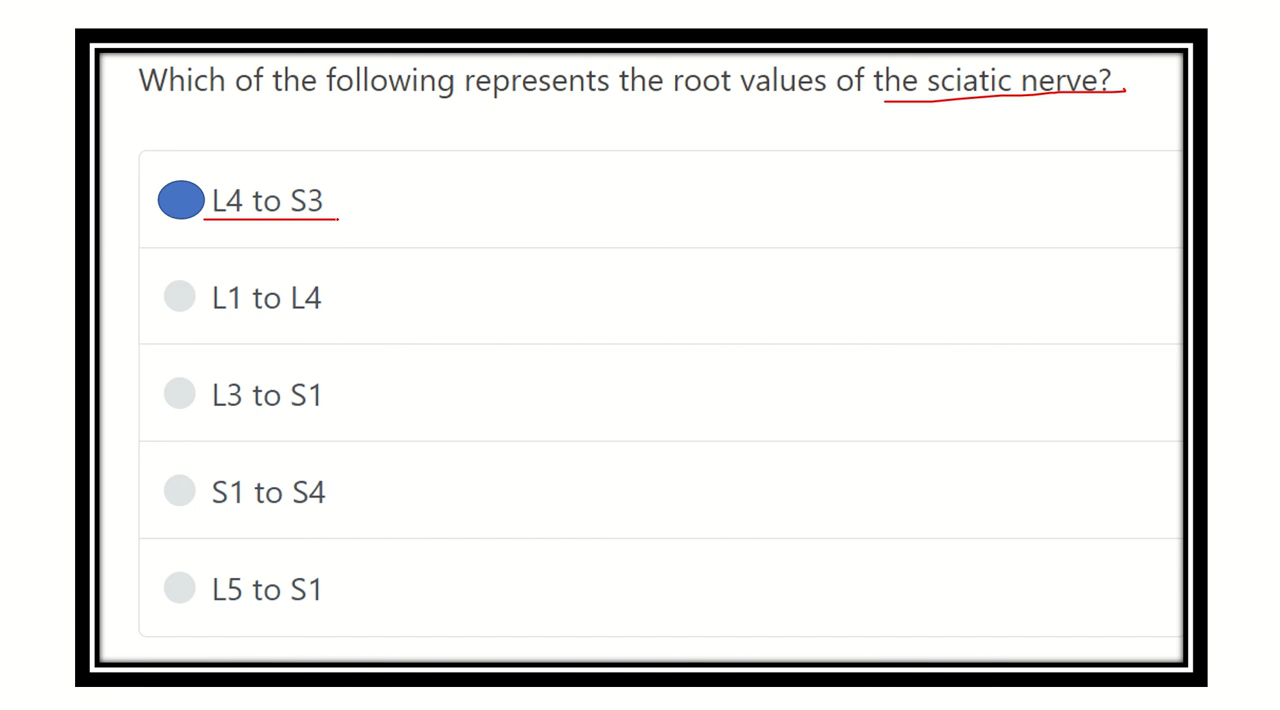 Which of the following represents the root values of the sciatic nerve?
L4 to S3
L1 to L4
L3 to S1
S1 to S4
L5 to S1